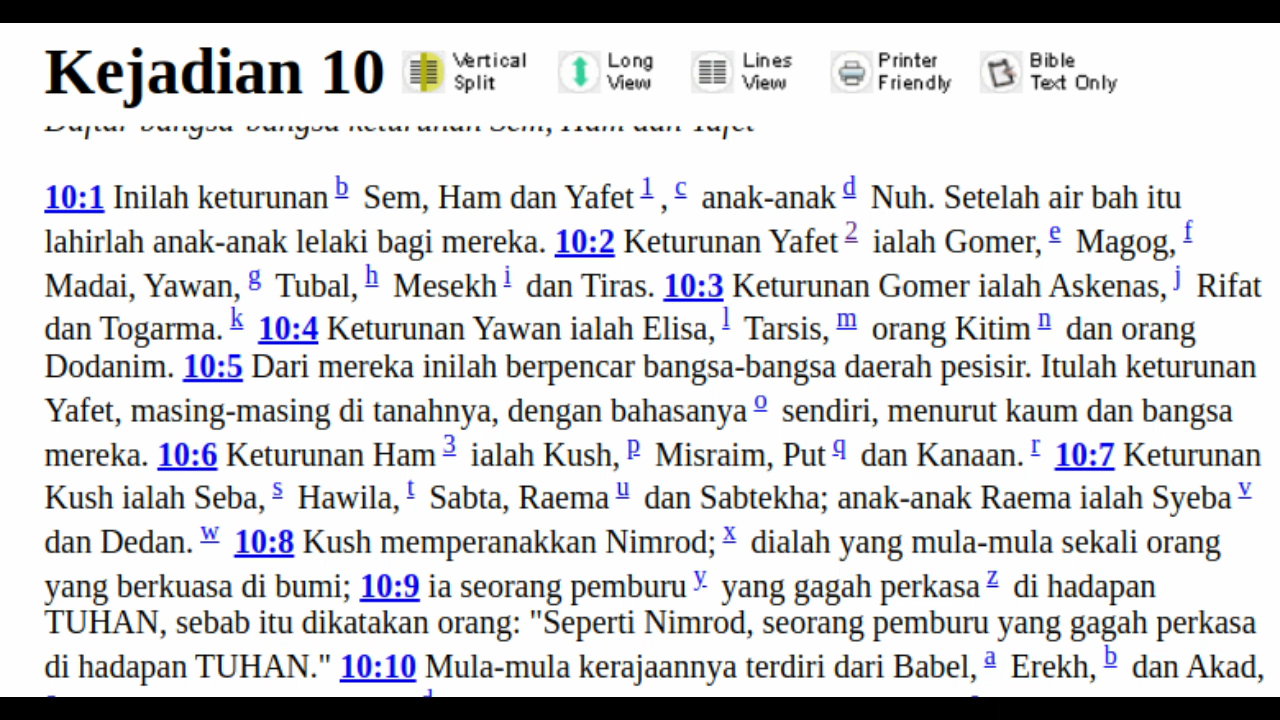 Kejadian 10
Vertical Split
Long View
Lines View
Printer Friendly
Bible Text Only
Daftar bangsa-bangsa keturunan Sem, Ham dan Yafet
10:1 Inilah keturunan b Sem, Ham dan Yafet 1 , c anak-anak d Nuh. Setelah air bah itu
lahirlah anak-anak lelaki bagi mereka. 10:2 Keturunan Yafet 2 ialah Gomer, e Magog, f
Madai, Yawan, g Tubal, h Mesekh i dan Tiras. 10:3 Keturunan Gomer ialah Askenas, j Rifat
dan Togarma. k 10:4 Keturunan Yawan ialah Elisa, l Tarsis, m orang Kitim n dan orang
Dodanim. 10:5 Dari mereka inilah berpencar bangsa-bangsa daerah pesisir. Itulah keturunan
Yafet, masing-masing di tanahnya, dengan bahasanya o sendiri, menurut kaum dan bangsa
mereka. 10:6 Keturunan Ham 3 ialah Kush, p Misraim, Put q dan Kanaan. r 10:7 Keturunan
Kush ialah Seba, s Hawila, t Sabta, Raema u dan Sabtekha; anak-anak Raema ialah Syeba v
dan Dedan. w 10:8 Kush memperanakkan Nimrod; x dialah yang mula-mula sekali orang
yang berkuasa di bumi; 10:9 ia seorang pemburu y yang gagah perkasa z di hadapan
TUHAN, sebab itu dikatakan orang: "Seperti Nimrod, seorang pemburu yang gagah perkasa
di hadapan TUHAN." 10:10 Mula-mula kerajaannya terdiri dari Babel, a Erekh, b dan Akad,